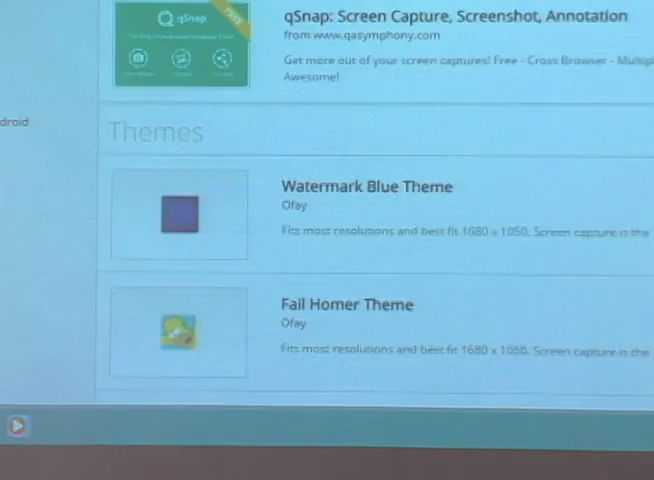 qSnap
FREE
qSnap: Screen Capture, Screenshot, Annotation
from www.qasymphony.com
Get more out of your screen captures! Free - Cross Browser -
Awesome!
droid
Themes
Watermark Blue Theme
Ofay
Fits most resolutions and best fit 1680 x 1050. Screen capture is the
Fail Homer Theme
Ofay
Fits most resolutions and best fit 1680 x 1050. Screen capture is the